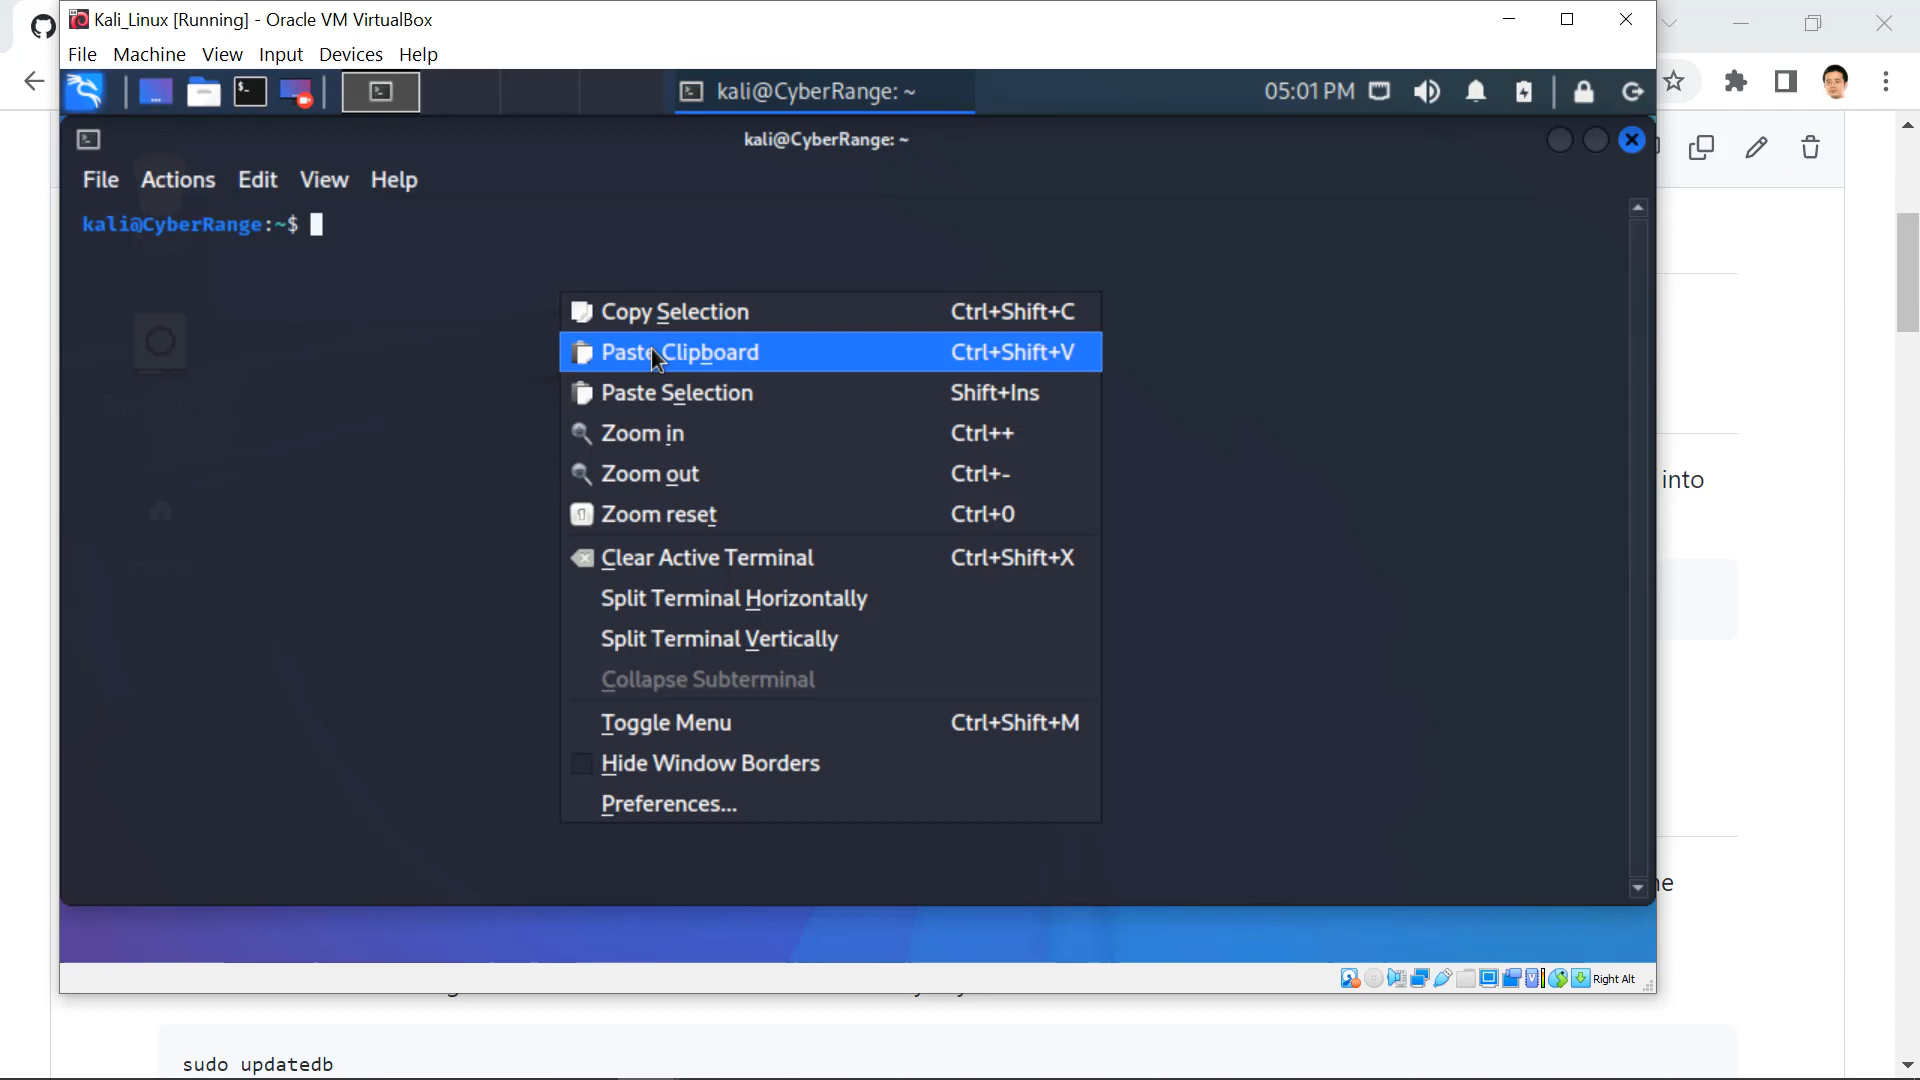 Kali_Linux [Running] - Oracle VM VirtualBox
File Machine View Input Devices Help
kali@CyberRange: ~
05:01 PM
kali@CyberRange: ~
File Actions Edit View Help
kali@CyberRange:~$
Copy Selection Ctrl+Shift+C
Paste Clipboard Ctrl+Shift+V
Paste Selection Shift+Ins
Zoom in Ctrl++
Zoom out Ctrl+-
Zoom reset Ctrl+0
Clear Active Terminal Ctrl+Shift+X
Split Terminal Horizontally
Split Terminal Vertically
Collapse Subterminal
Toggle Menu Ctrl+Shift+M
Hide Window Borders
Preferences...
into
Right Alt
sudo updatedb